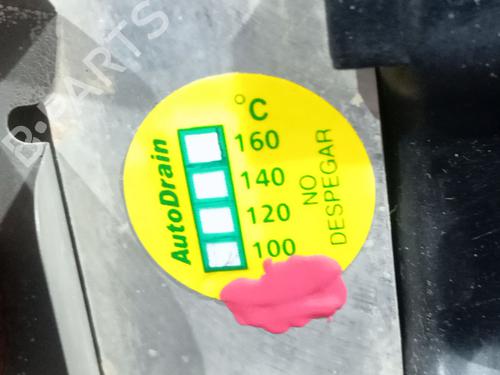 °C
160
140
120
100
AutoDrain
NO
DESPEGAR
B-PARTS